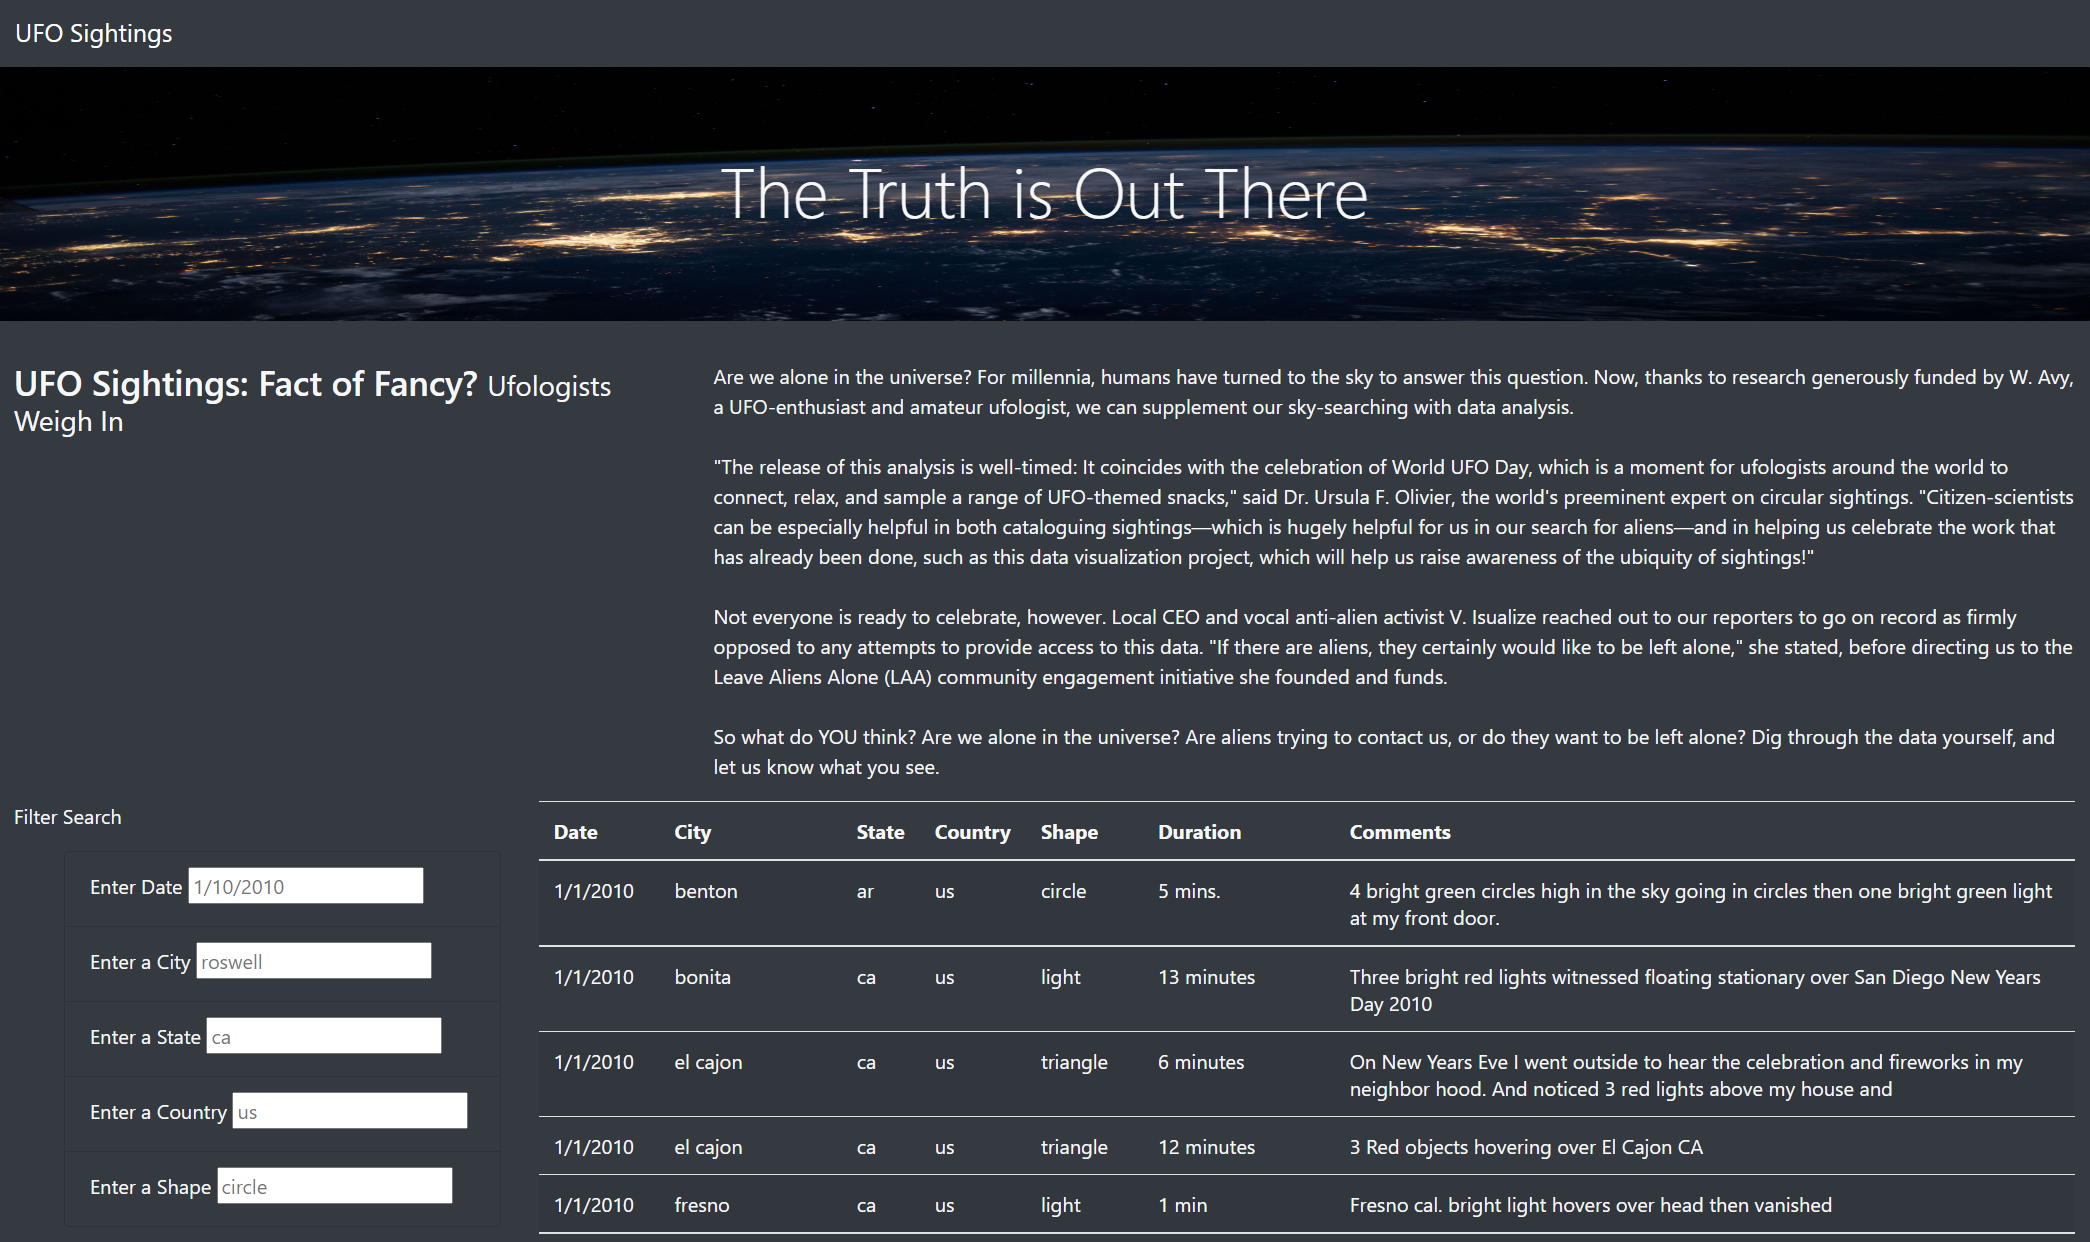 UFO Sightings
The Truth is Out There
UFO Sightings: Fact of Fancy? Ufologists
Weigh In
Are we alone in the universe? For millennia, humans have turned to the sky to answer this question. Now, thanks to research generously funded by W. Avy,
a UFO-enthusiast and amateur ufologist, we can supplement our sky-searching with data analysis.
"The release of this analysis is well-timed: It coincides with the celebration of World UFO Day, which is a moment for ufologists around the world to
connect, relax, and sample a range of UFO-themed snacks," said Dr. Ursula F. Olivier, the world's preeminent expert on circular sightings. "Citizen-scientists
can be especially helpful in both cataloguing sightings—which is hugely helpful for us in our search for aliens—and in helping us celebrate the work that
has already been done, such as this data visualization project, which will help us raise awareness of the ubiquity of sightings!"
Not everyone is ready to celebrate, however. Local CEO and vocal anti-alien activist V. Isualize reached out to our reporters to go on record as firmly
opposed to any attempts to provide access to this data. "If there are aliens, they certainly would like to be left alone," she stated, before directing us to the
Leave Aliens Alone (LAA) community engagement initiative she founded and funds.
So what do YOU think? Are we alone in the universe? Are aliens trying to contact us, or do they want to be left alone? Dig through the data yourself, and
let us know what you see.
Filter Search
Enter Date 1/10/2010
Enter a City roswell
Enter a State ca
Enter a Country us
Enter a Shape circle
Date City State Country Shape Duration Comments
1/1/2010 benton ar us circle 5 mins. 4 bright green circles high in the sky going in circles then one bright green light
at my front door.
1/1/2010 bonita ca us light 13 minutes Three bright red lights witnessed floating stationary over San Diego New Years
Day 2010
1/1/2010 el cajon ca us triangle 6 minutes On New Years Eve I went outside to hear the celebration and fireworks in my
neighbor hood. And noticed 3 red lights above my house and
1/1/2010 el cajon ca us triangle 12 minutes 3 Red objects hovering over El Cajon CA
1/1/2010 fresno ca us light 1 min Fresno cal. bright light hovers over head then vanished